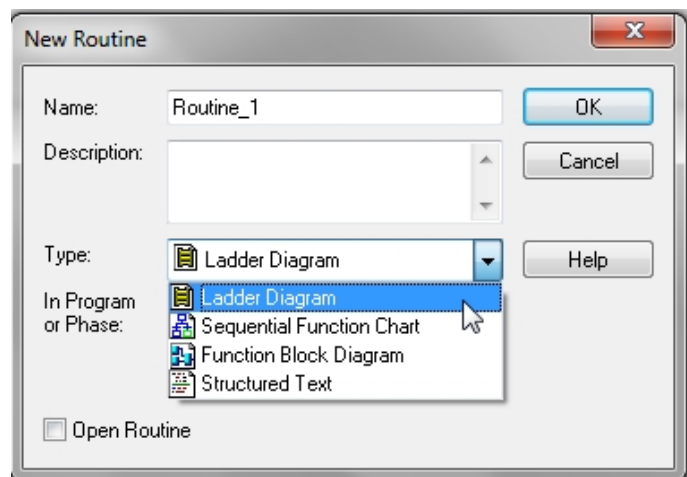 New Routine
Name: Routine_1 OK
Description: Cancel
Type: Ladder Diagram Help
In Program
or Phase:
Ladder Diagram
Sequential Function Chart
Function Block Diagram
Structured Text
Open Routine